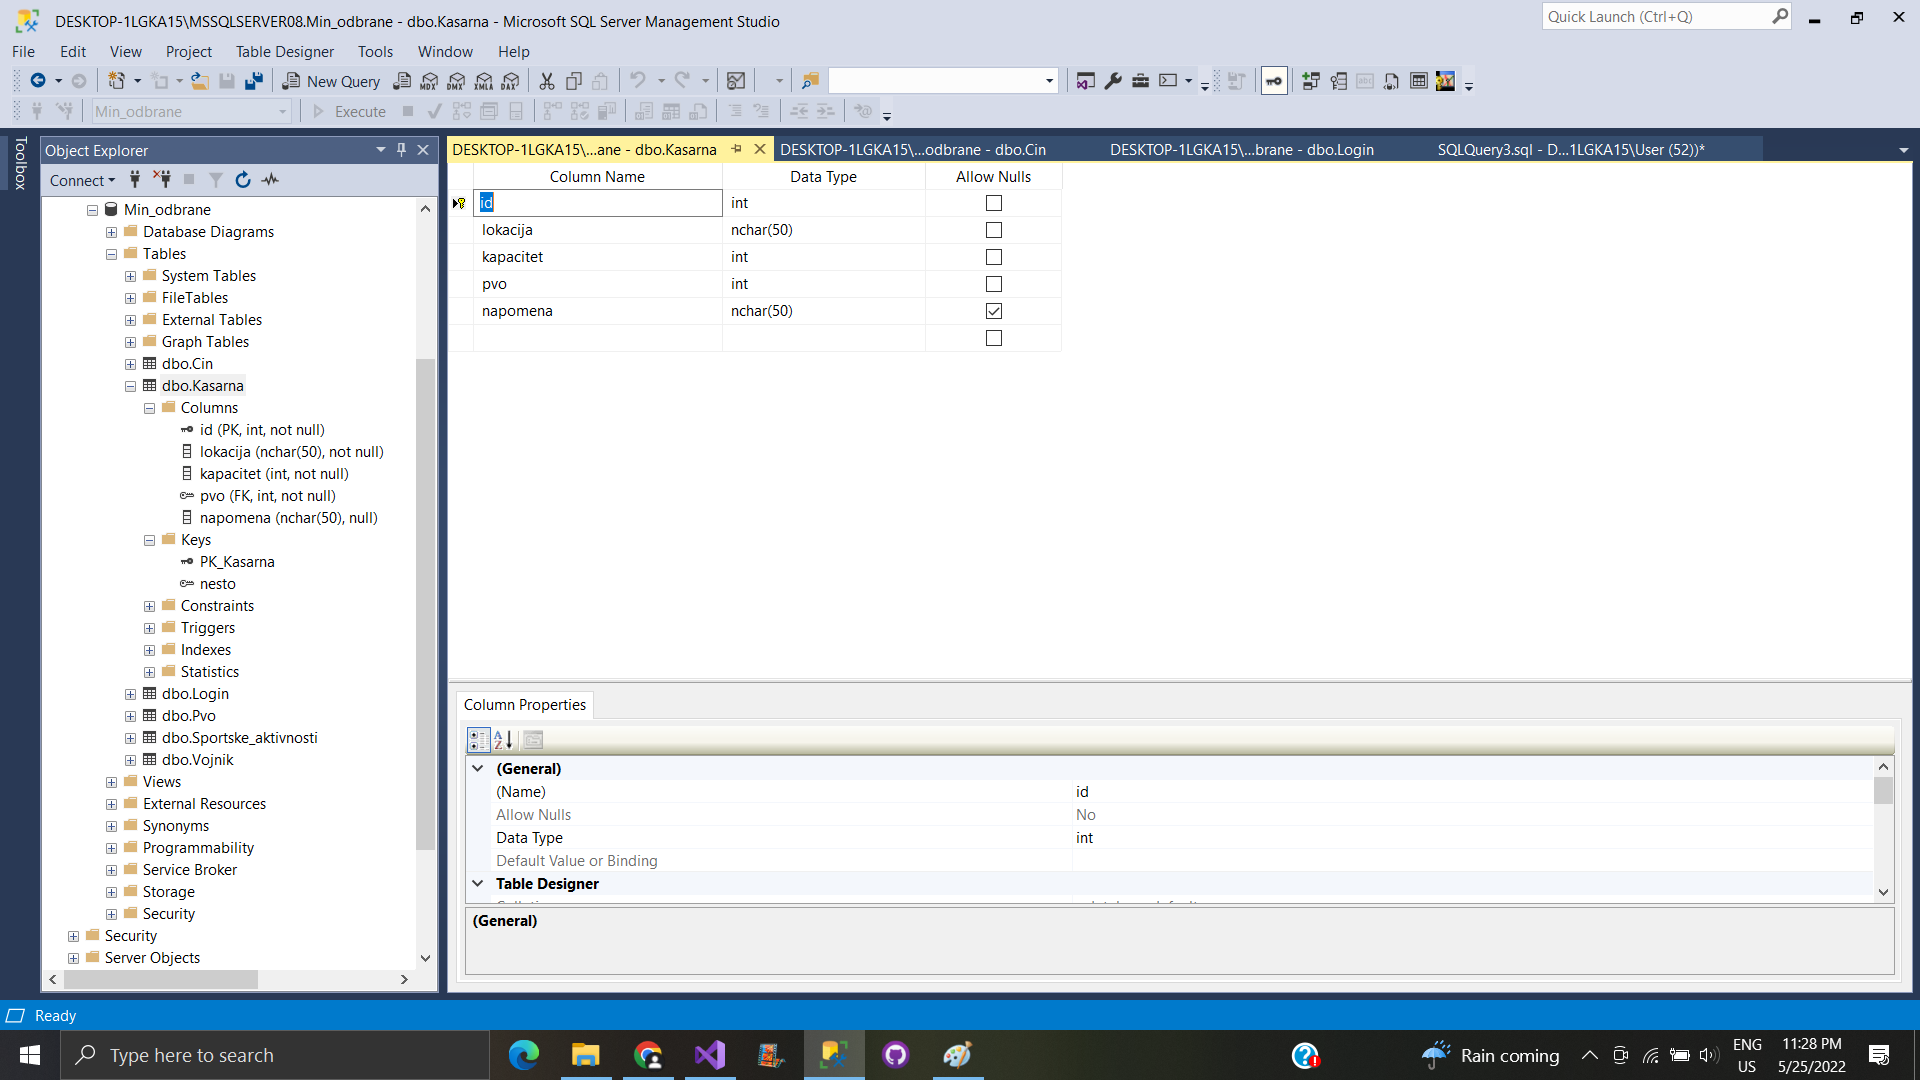 DESKTOP-1LGKA15\MSSQLSERVER08.Min_odbrane - dbo.Kasarna - Microsoft SQL Server Management Studio
Quick Launch (Ctrl+Q)
File Edit View Project Table Designer Tools Window Help
New Query
MDX DMX XMLA DAX
Min_odbrane
Execute
Toolbox
Object Explorer
Connect
Min_odbrane
Database Diagrams
Tables
System Tables
FileTables
External Tables
Graph Tables
dbo.Cin
dbo.Kasarna
Columns
id (PK, int, not null)
lokacija (nchar(50), not null)
kapacitet (int, not null)
pvo (FK, int, not null)
napomena (nchar(50), null)
Keys
PK_Kasarna
nesto
Constraints
Triggers
Indexes
Statistics
dbo.Login
dbo.Pvo
dbo.Sportske_aktivnosti
dbo.Vojnik
Views
External Resources
Synonyms
Programmability
Service Broker
Storage
Security
Security
Server Objects
DESKTOP-1LGKA15\...ane - dbo.Kasarna
DESKTOP-1LGKA15\...odbrane - dbo.Cin
DESKTOP-1LGKA15\...brane - dbo.Login
SQLQuery3.sql - D...1LGKA15\User (52))*
Column Name Data Type Allow Nulls
id int
lokacija nchar(50)
kapacitet int
pvo int
napomena nchar(50)
Column Properties
(General)
(Name) id
Allow Nulls No
Data Type int
Default Value or Binding
Table Designer
(General)
Ready
Type here to search
Rain coming
ENG
US
11:28 PM
5/25/2022